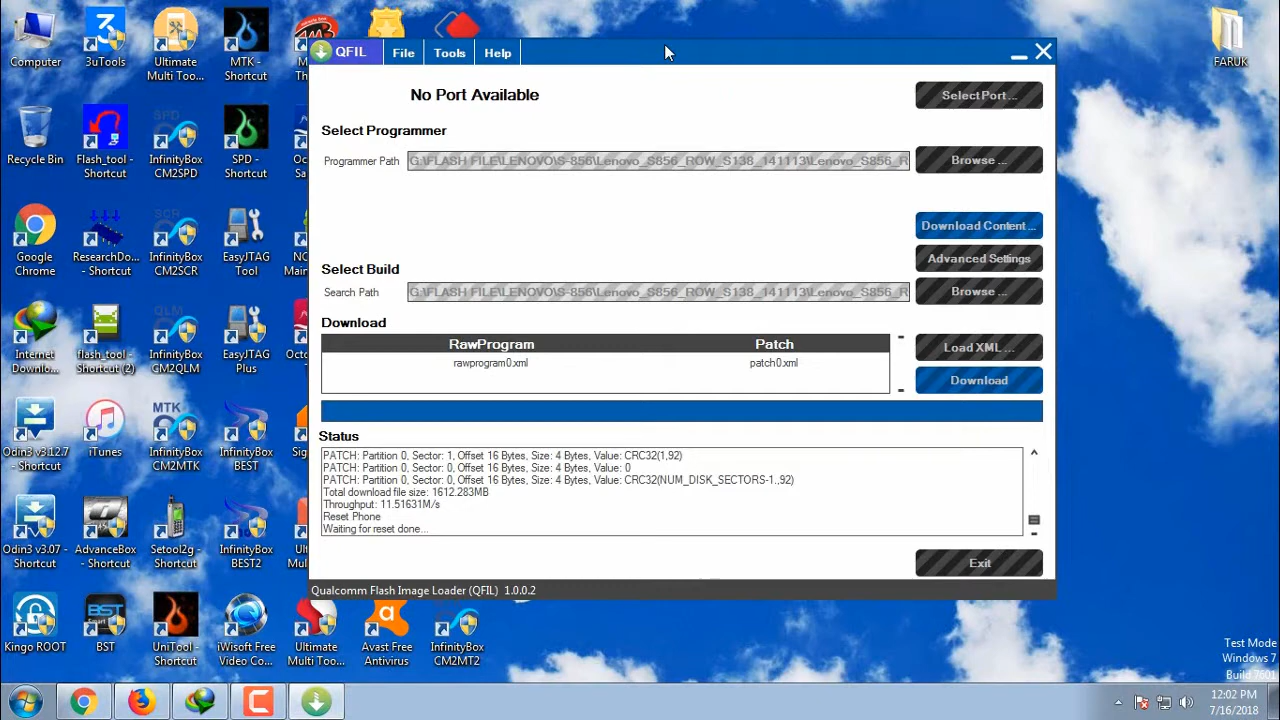 QFIL File Tools Help
No Port Available
Select Port ...
Select Programmer
Programmer Path G:\FLASH FILE\LENOVO\S-856\Lenovo_S856_ROW_S138_141113\Lenovo_S856_R Browse ...
Download Content ...
Advanced Settings
Select Build
Search Path G:\FLASH FILE\LENOVO\S-856\Lenovo_S856_ROW_S138_141113\Lenovo_S856_R Browse ...
Download
RawProgram Patch
rawprogram0.xml patch0.xml
Load XML ...
Download
Status
PATCH: Partition 0, Sector: 1, Offset 16 Bytes, Size: 4 Bytes, Value: CRC32(1,92)
PATCH: Partition 0, Sector: 0, Offset 16 Bytes, Size: 4 Bytes, Value: 0
PATCH: Partition 0, Sector: 0, Offset 16 Bytes, Size: 4 Bytes, Value: CRC32(NUM_DISK_SECTORS-1.,92)
Total download file size: 1612.283MB
Throughput: 11.51631M/s
Reset Phone
Waiting for reset done...
Exit
Qualcomm Flash Image Loader (QFIL) 1.0.0.2
Computer
3uTools
Ultimate
Multi Too...
MTK -
Shortcut
Recycle Bin
Flash_tool -
Shortcut
SPD
InfinityBox
CM2SPD
SPD -
Shortcut
Google
Chrome
ResearchDo...
- Shortcut
SCR
InfinityBox
CM2SCR
EasyJTAG
Tool
Internet
Downlo...
flash_tool -
Shortcut (2)
QLM
InfinityBox
CM2QLM
EasyJTAG
Plus
Odin3 v3.12.7
- Shortcut
iTunes
MTK
InfinityBox
CM2MTK
InfinityBox
BEST
Odin3 v3.07 -
Shortcut
AdvanceBox
- Shortcut
Setool2g -
Shortcut
InfinityBox
BEST2
Kingo ROOT
BST
BST
UniTool -
Shortcut
iWisoft Free
Video Co...
Ultimate
Multi Too...
Avast Free
Antivirus
InfinityBox
CM2MT2
FARUK
Test Mode
Windows 7
Build 7601
12:02 PM
7/16/2018